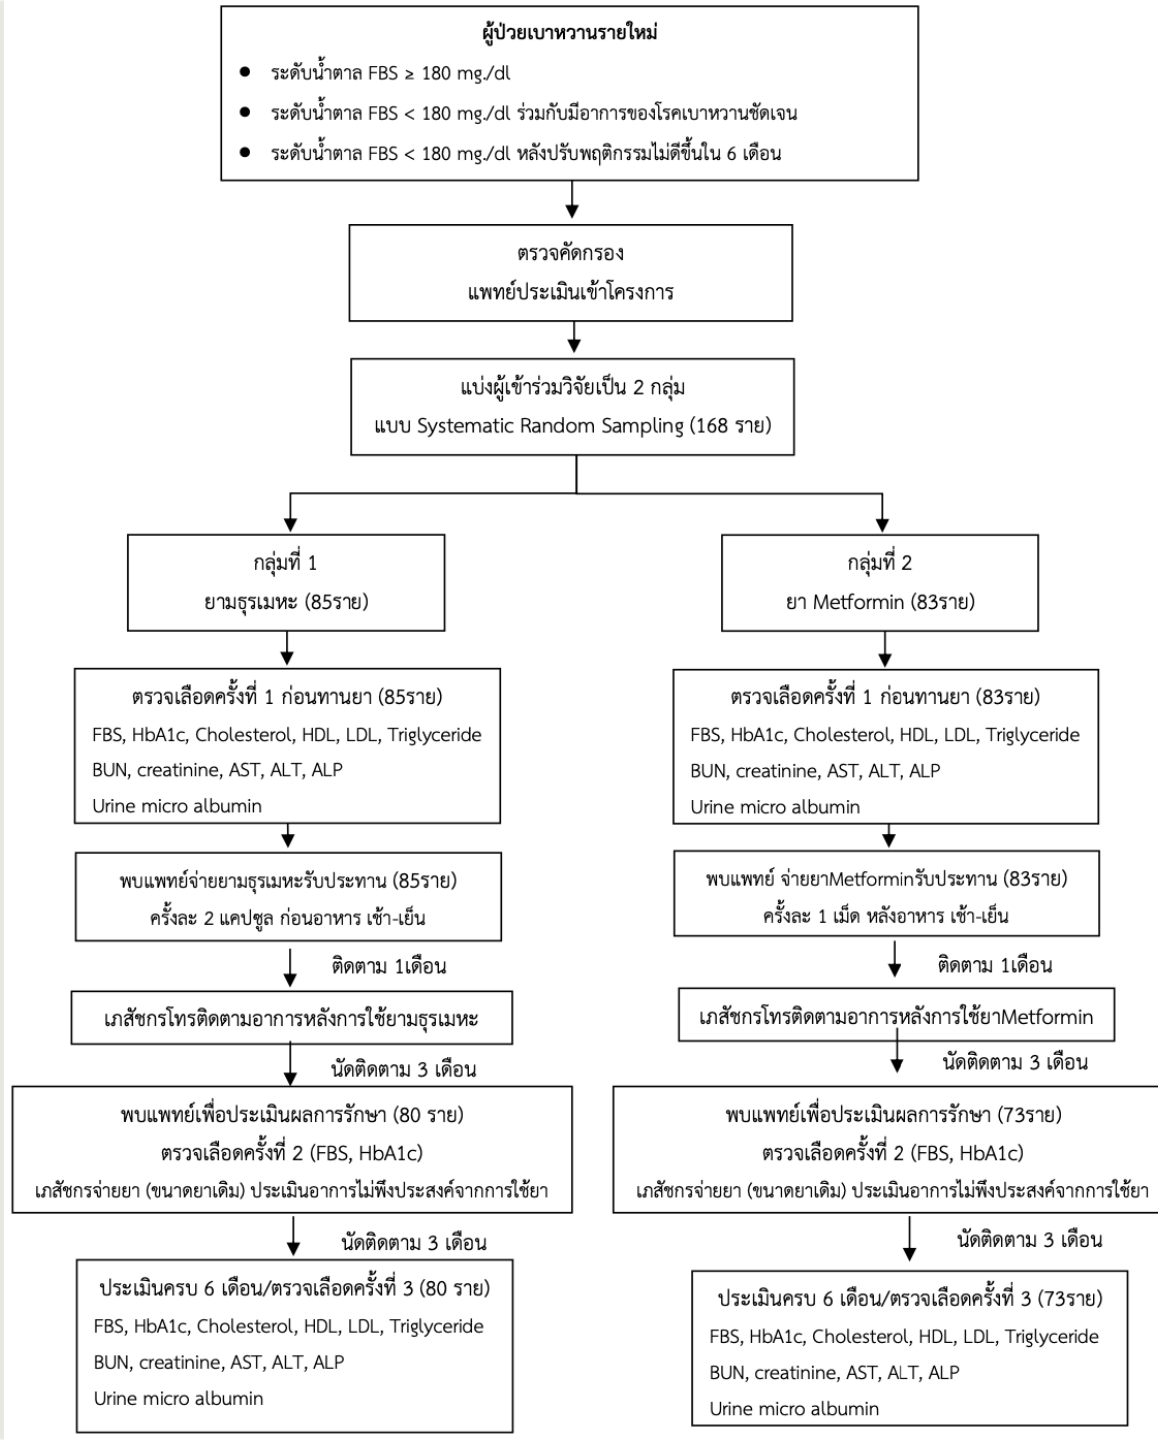 ผู้ป่วยเบาหวานรายใหม่
● ระดับน้ำตาล FBS ≥ 180 mg./dl
● ระดับน้ำตาล FBS < 180 mg./dl ร่วมกับมีอาการของโรคเบาหวานชัดเจน
● ระดับน้ำตาล FBS < 180 mg./dl หลังปรับพฤติกรรมไม่ดีขึ้นใน 6 เดือน
ตรวจคัดกรอง
แพทย์ประเมินเข้าโครงการ
แบ่งผู้เข้าร่วมวิจัยเป็น 2 กลุ่ม
แบบ Systematic Random Sampling (168 ราย)
กลุ่มที่ 1
ยามธุรเมหะ (85ราย)
ตรวจเลือดครั้งที่ 1 ก่อนทานยา (85ราย)
FBS, HbA1c, Cholesterol, HDL, LDL, Triglyceride
BUN, creatinine, AST, ALT, ALP
Urine micro albumin
พบแพทย์จ่ายยามธุรเมหะรับประทาน (85ราย)
ครั้งละ 2 แคปซูล ก่อนอาหาร เช้า-เย็น
ติดตาม 1เดือน
เภสัชกรโทรติดตามอาการหลังการใช้ยามธุรเมหะ
นัดติดตาม 3 เดือน
พบแพทย์เพื่อประเมินผลการรักษา (80 ราย)
ตรวจเลือดครั้งที่ 2 (FBS, HbA1c)
เภสัชกรจ่ายยา (ขนาดยาเดิม) ประเมินอาการไม่พึงประสงค์จากการใช้ยา
นัดติดตาม 3 เดือน
ประเมินครบ 6 เดือน/ตรวจเลือดครั้งที่ 3 (80 ราย)
FBS, HbA1c, Cholesterol, HDL, LDL, Triglyceride
BUN, creatinine, AST, ALT, ALP
Urine micro albumin
กลุ่มที่ 2
ยา Metformin (83ราย)
ตรวจเลือดครั้งที่ 1 ก่อนทานยา (83ราย)
FBS, HbA1c, Cholesterol, HDL, LDL, Triglyceride
BUN, creatinine, AST, ALT, ALP
Urine micro albumin
พบแพทย์ จ่ายยาMetforminรับประทาน (83ราย)
ครั้งละ 1 เม็ด หลังอาหาร เช้า-เย็น
ติดตาม 1เดือน
เภสัชกรโทรติดตามอาการหลังการใช้ยาMetformin
นัดติดตาม 3 เดือน
พบแพทย์เพื่อประเมินผลการรักษา (73ราย)
ตรวจเลือดครั้งที่ 2 (FBS, HbA1c)
เภสัชกรจ่ายยา (ขนาดยาเดิม) ประเมินอาการไม่พึงประสงค์จากการใช้ยา
นัดติดตาม 3 เดือน
ประเมินครบ 6 เดือน/ตรวจเลือดครั้งที่ 3 (73ราย)
FBS, HbA1c, Cholesterol, HDL, LDL, Triglyceride
BUN, creatinine, AST, ALT, ALP
Urine micro albumin